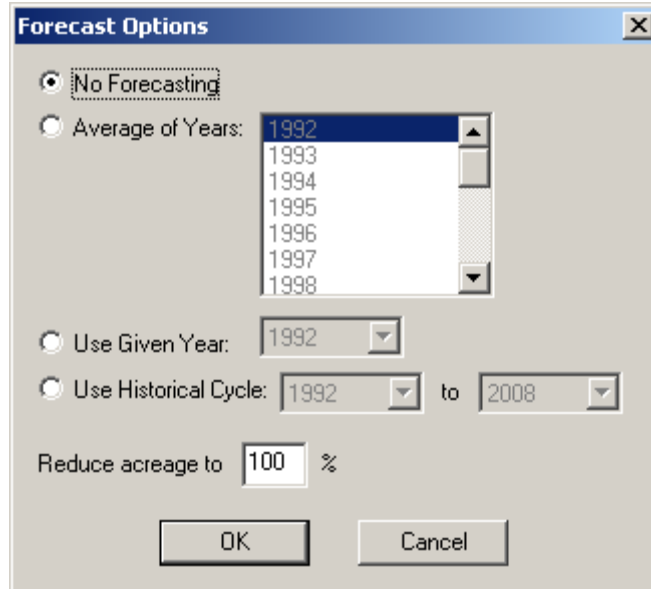 Forecast Options
No Forecasting
Average of Years:
1992
1993
1994
1995
1996
1997
1998
Use Given Year: 1992
Use Historical Cycle: 1992 to 2008
Reduce acreage to 100 %
OK Cancel